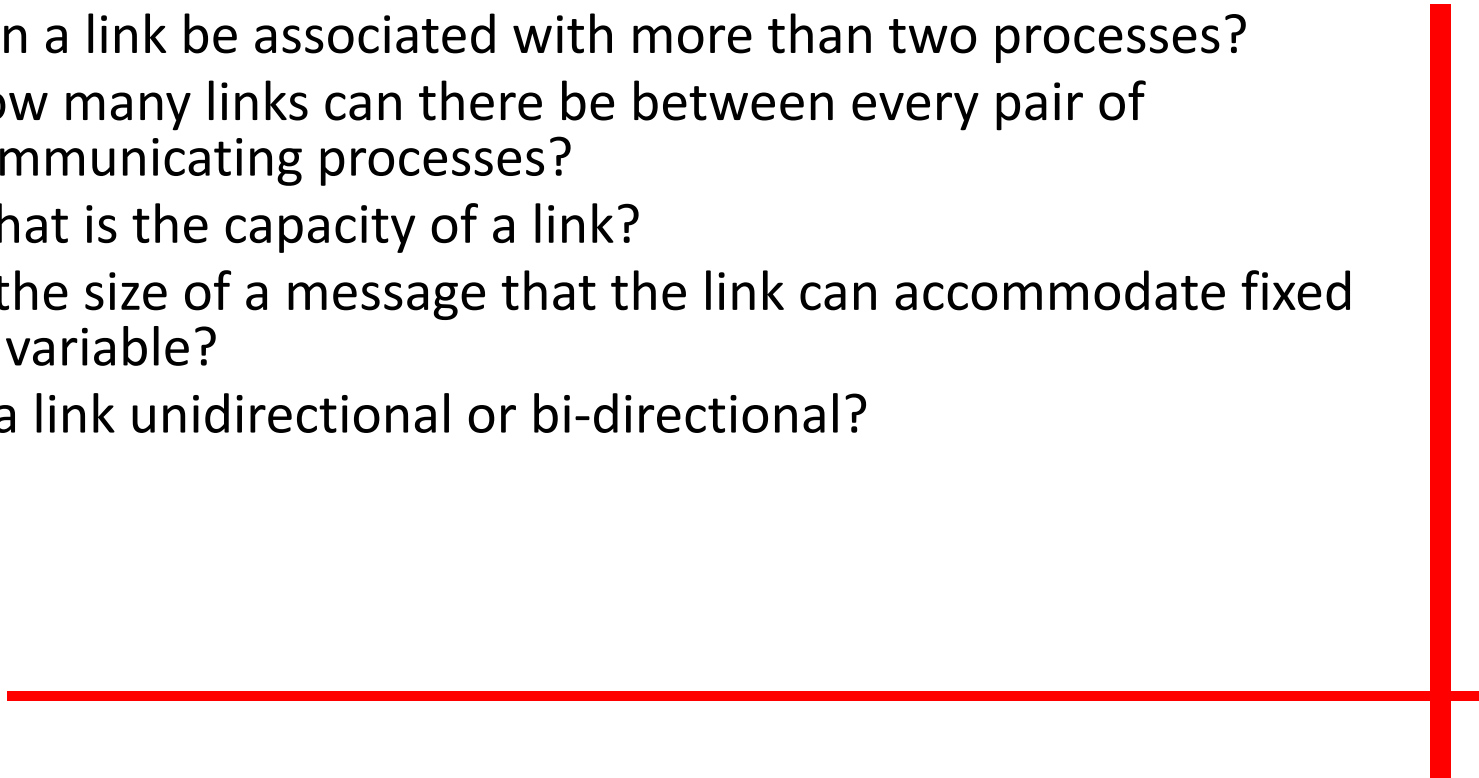 n a link be associated with more than two processes?
ow many links can there be between every pair of
mmunicating processes?
hat is the capacity of a link?
the size of a message that the link can accommodate fixed
variable?
a link unidirectional or bi-directional?